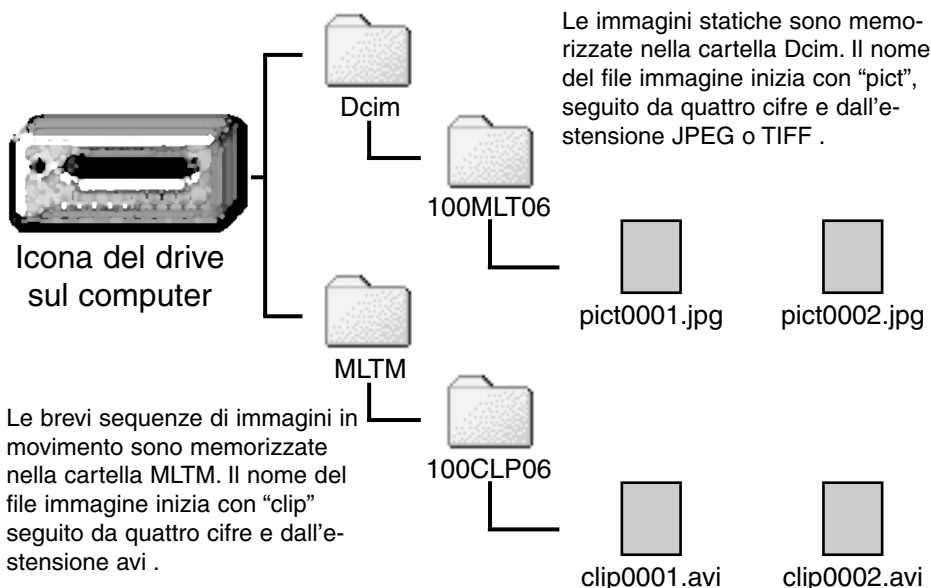 Le immagini statiche sono memo-
rizzate nella cartella Dcim. Il nome
del file immagine inizia con “pict”,
seguito da quattro cifre e dall'e-
stensione JPEG o TIFF .
Dcim
100MLT06
Icona del drive
sul computer
pict0001.jpg
pict0002.jpg
MLTM
Le brevi sequenze di immagini in
movimento sono memorizzate
nella cartella MLTM. Il nome del
file immagine inizia con “clip”
seguito da quattro cifre e dall'e-
stensione avi .
100CLP06
clip0001.avi
clip0002.avi